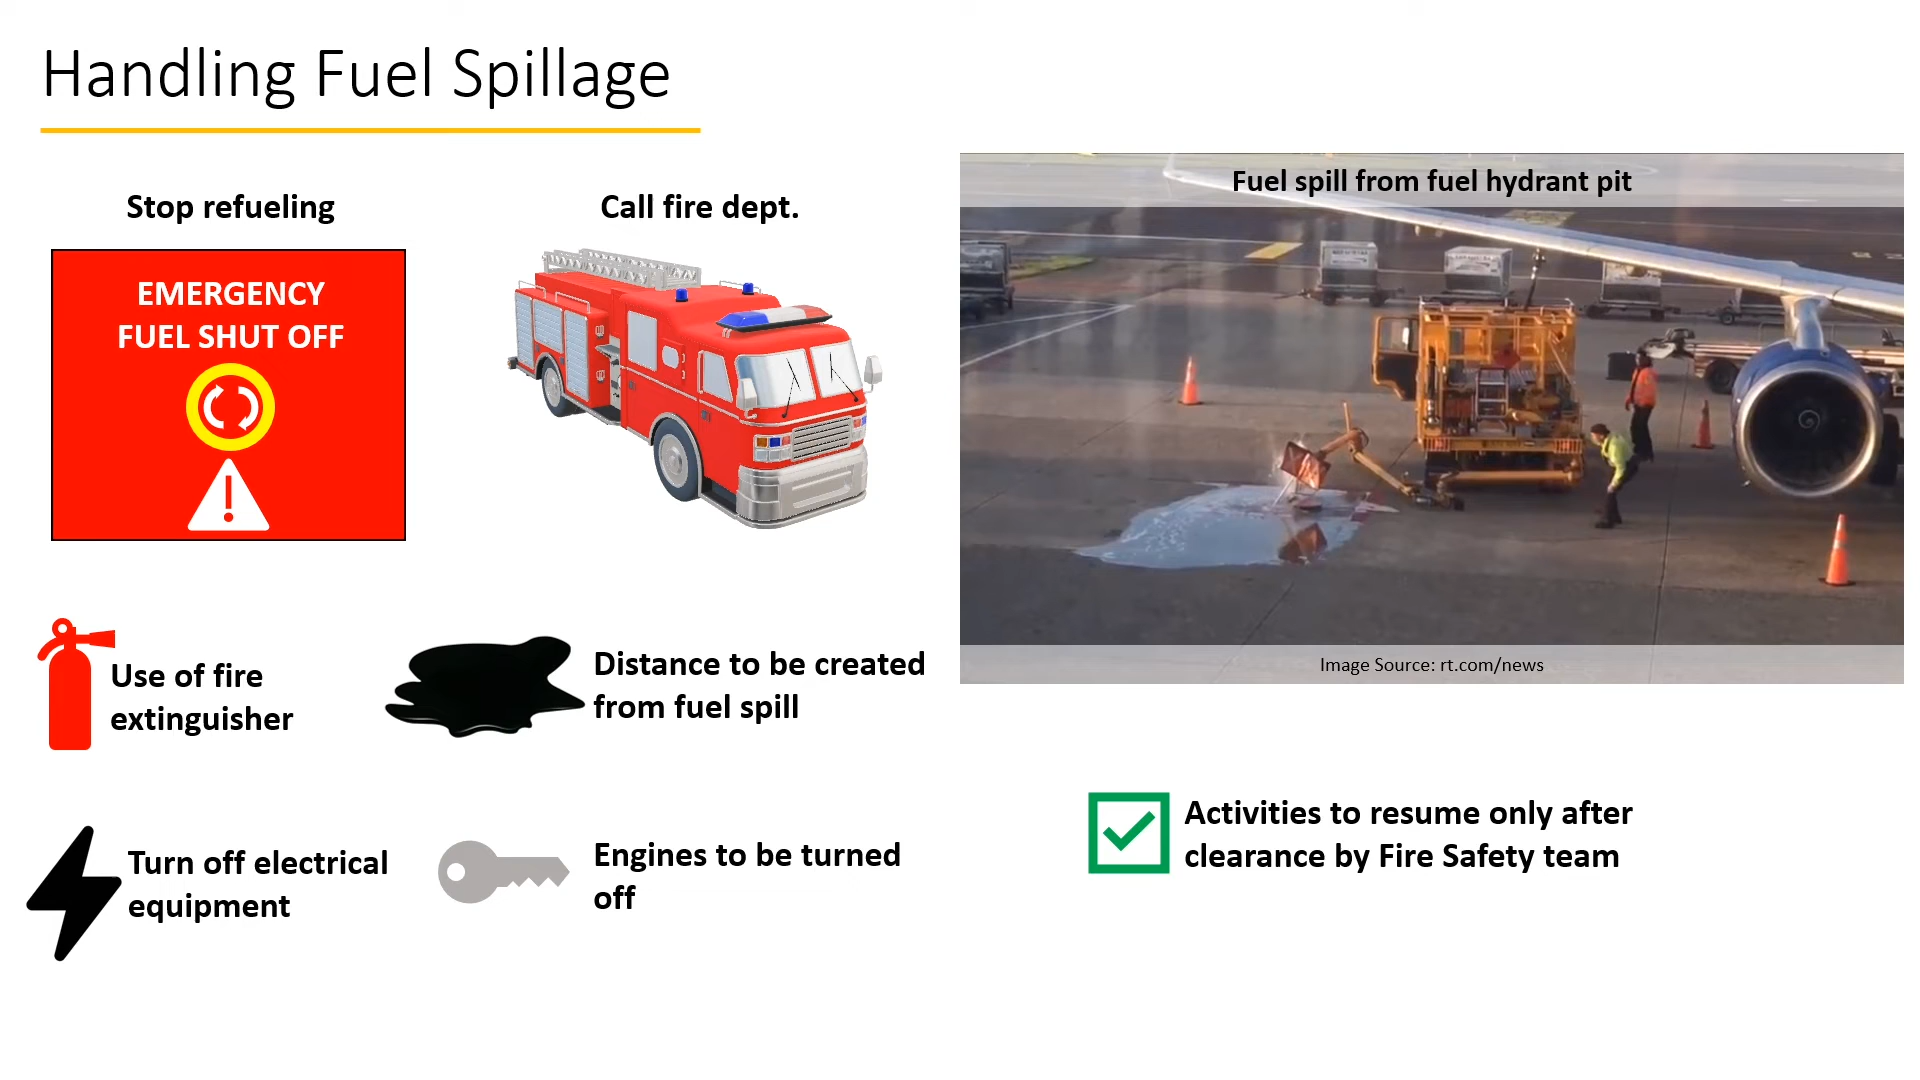 Handling Fuel Spillage
Stop refueling
Call fire dept.
EMERGENCY
FUEL SHUT OFF
Fuel spill from fuel hydrant pit
Image Source: rt.com/news
Use of fire
extinguisher
Distance to be created
from fuel spill
Turn off electrical
equipment
Engines to be turned
off
Activities to resume only after
clearance by Fire Safety team